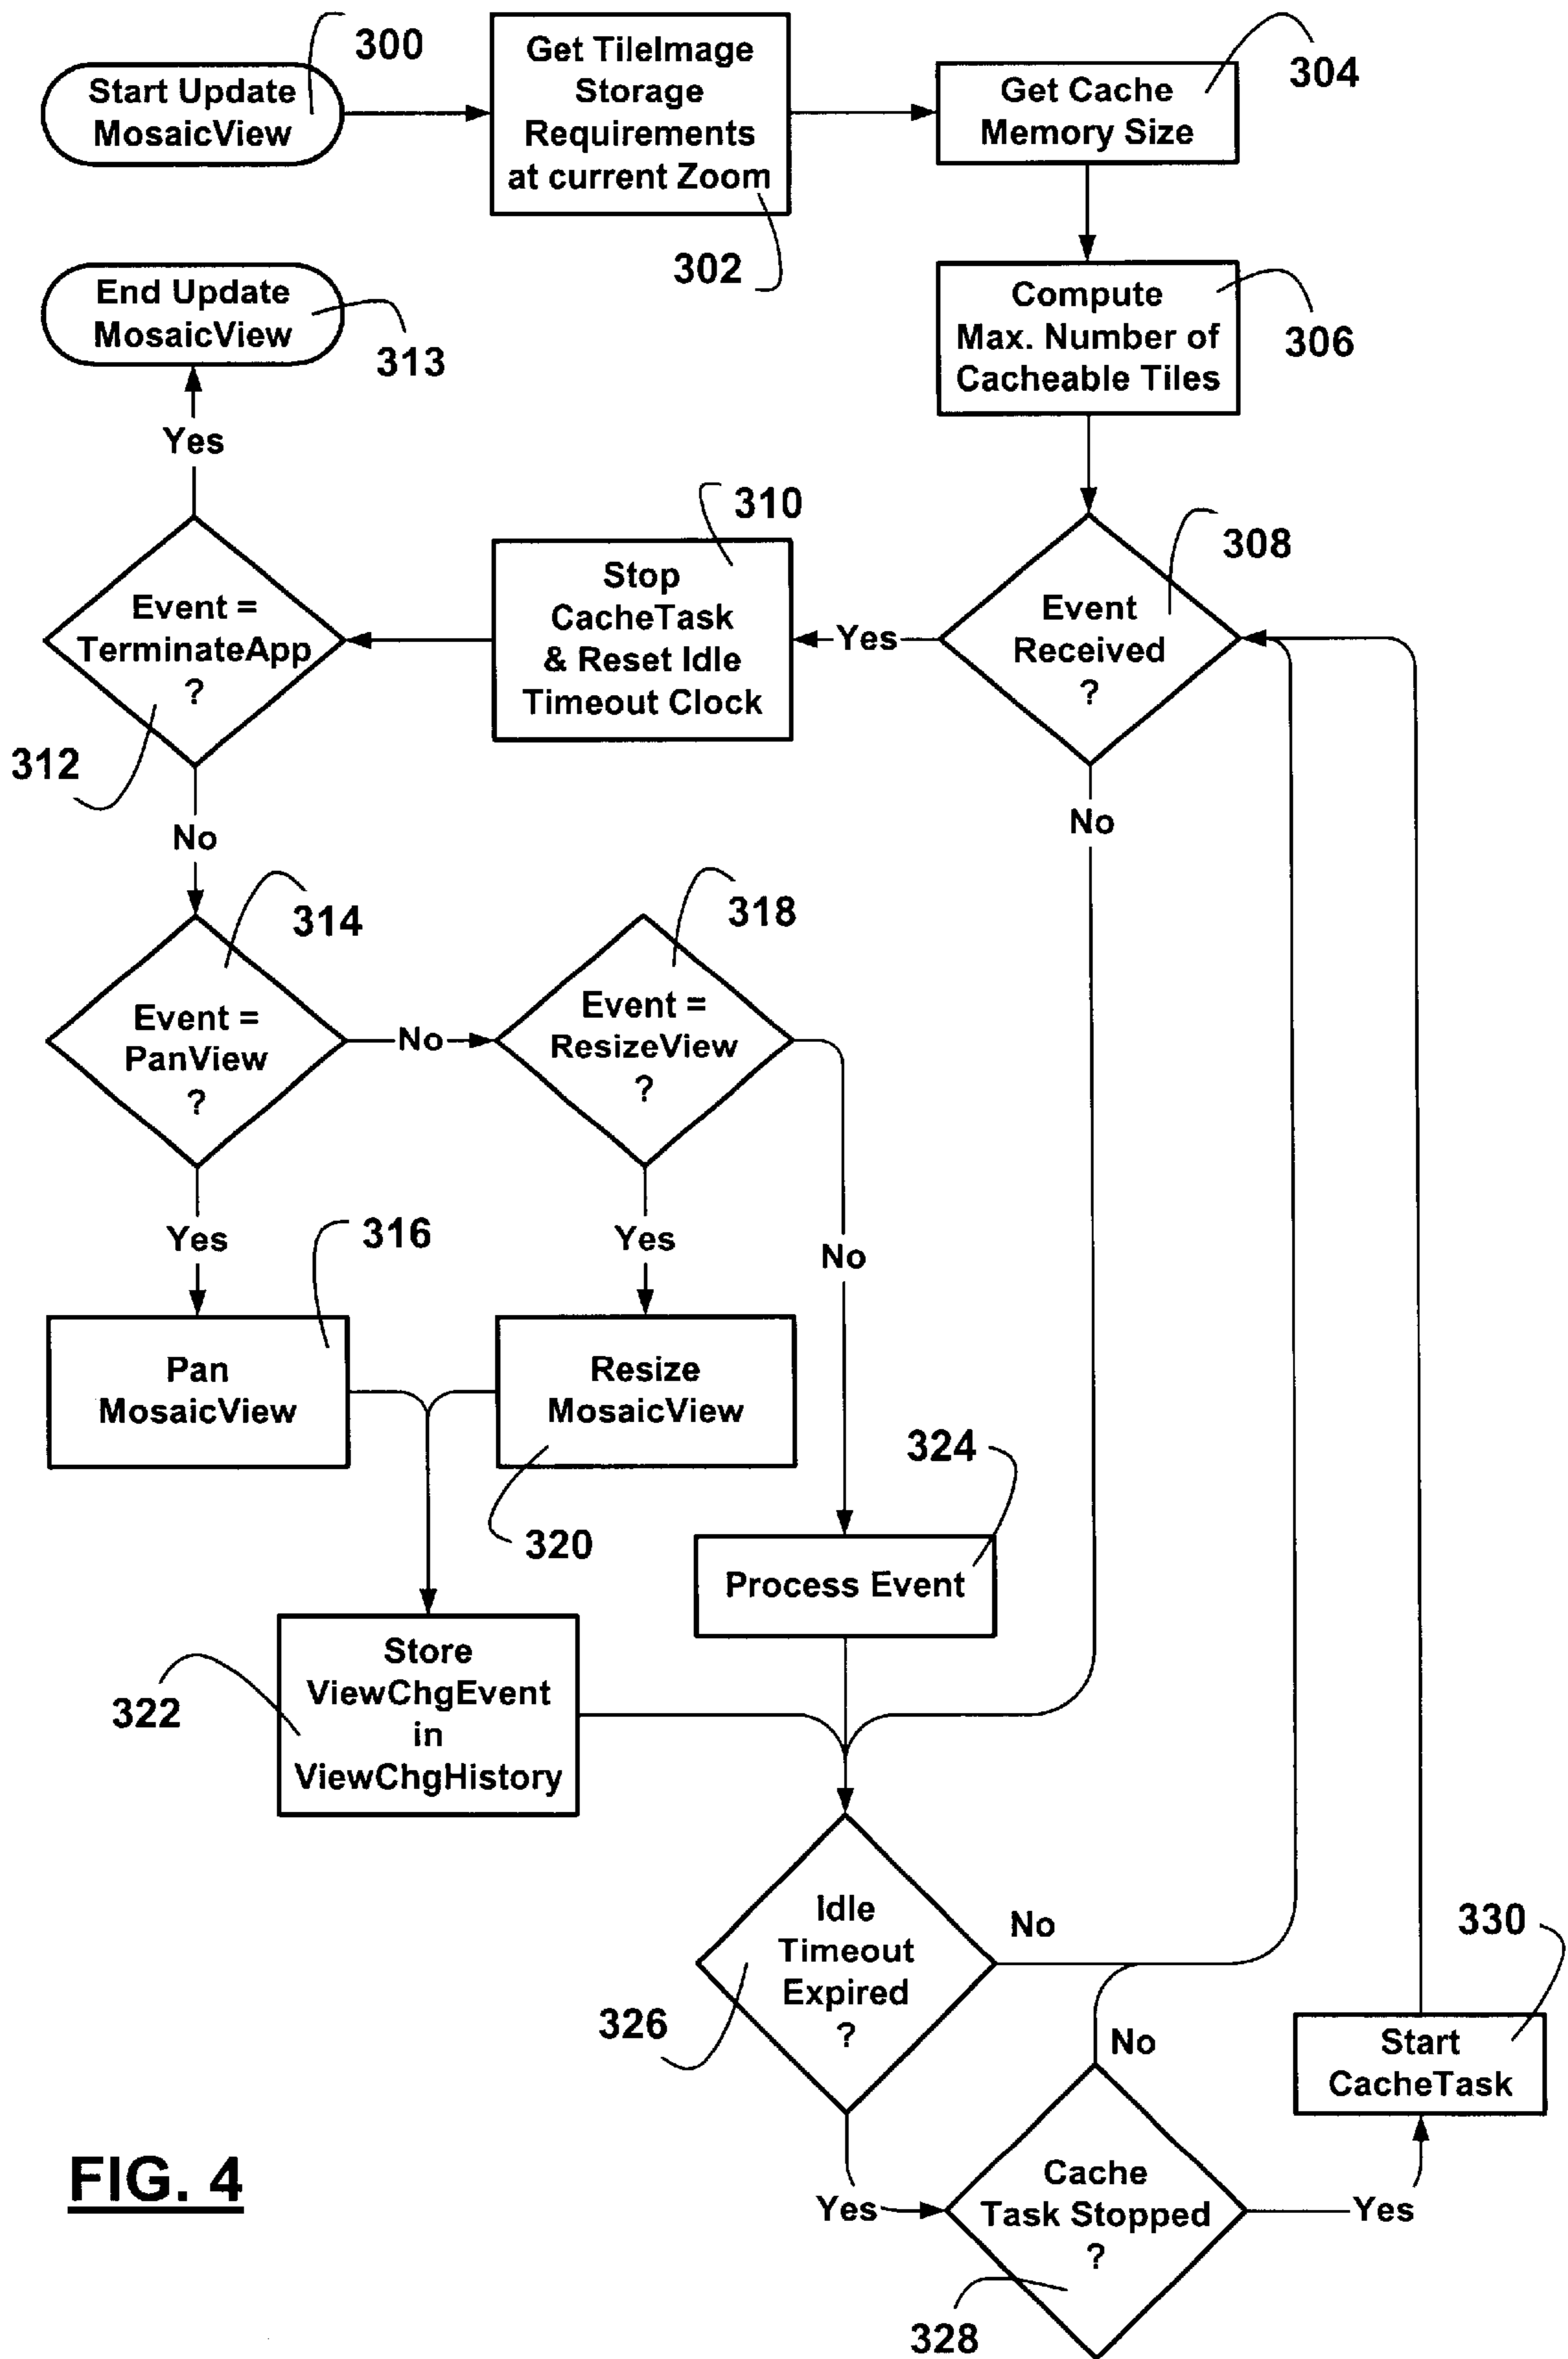 300
Start Update
MosaicView
Get TileImage
Storage
Requirements
at current Zoom
302
304
Get Cache
Memory Size
End Update
MosaicView
313
Compute
Max. Number of
Cacheable Tiles
306
Yes
310
Stop
CacheTask
& Reset Idle
Timeout Clock
308
Event
Received
?
Yes
Event =
TerminateApp
?
312
No
No
314
Event =
PanView
?
No
318
Event =
ResizeView
?
Yes
316
Yes
No
Pan
MosaicView
Resize
MosaicView
320
324
Process Event
Store
ViewChgEvent
in
ViewChgHistory
322
Idle
Timeout
Expired
?
326
No
330
Start
CacheTask
No
Yes
Cache
Task Stopped
?
328
Yes
FIG. 4